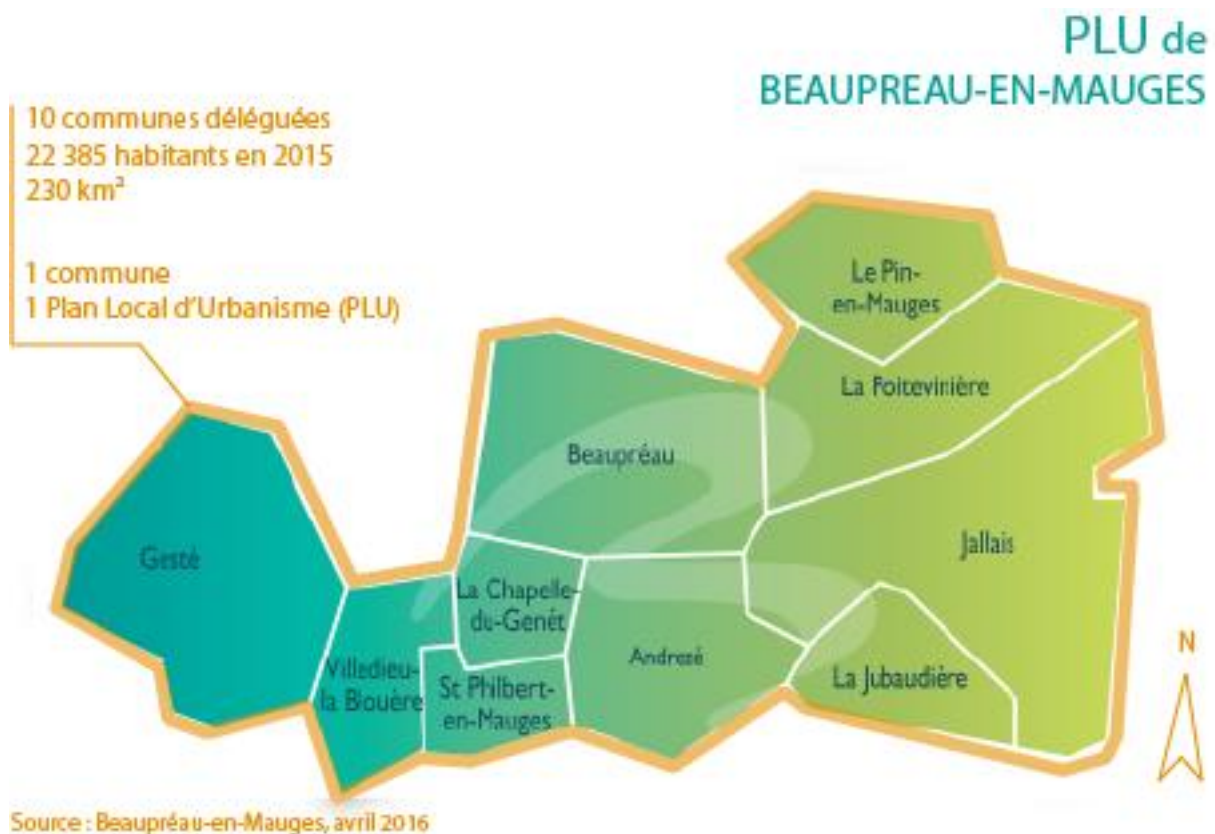 PLU de
BEAUPREAU-EN-MAUGES
10 communes déléguées
22 385 habitants en 2015
230 km²
1 commune
1 Plan Local d'Urbanisme (PLU)
Le Pin-
en-Mauges
La Poitevinière
Beaupréau
Gesté
Jallais
La Chapelle-
du-Genêt
Andrezé
Villedieu-
la Blouère
St Philbert-
en-Mauges
La Jubaudière
N
Source : Beaupréau-en-Mauges, avril 2016